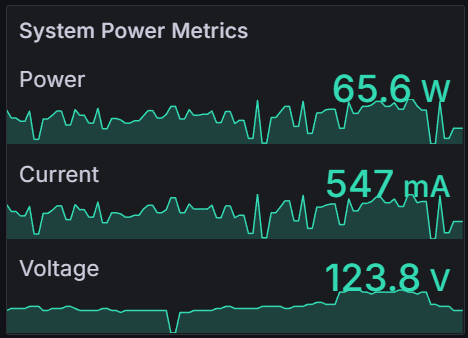 System Power Metrics
Power
65.6 W
Current
547 mA
Voltage
123.8 V